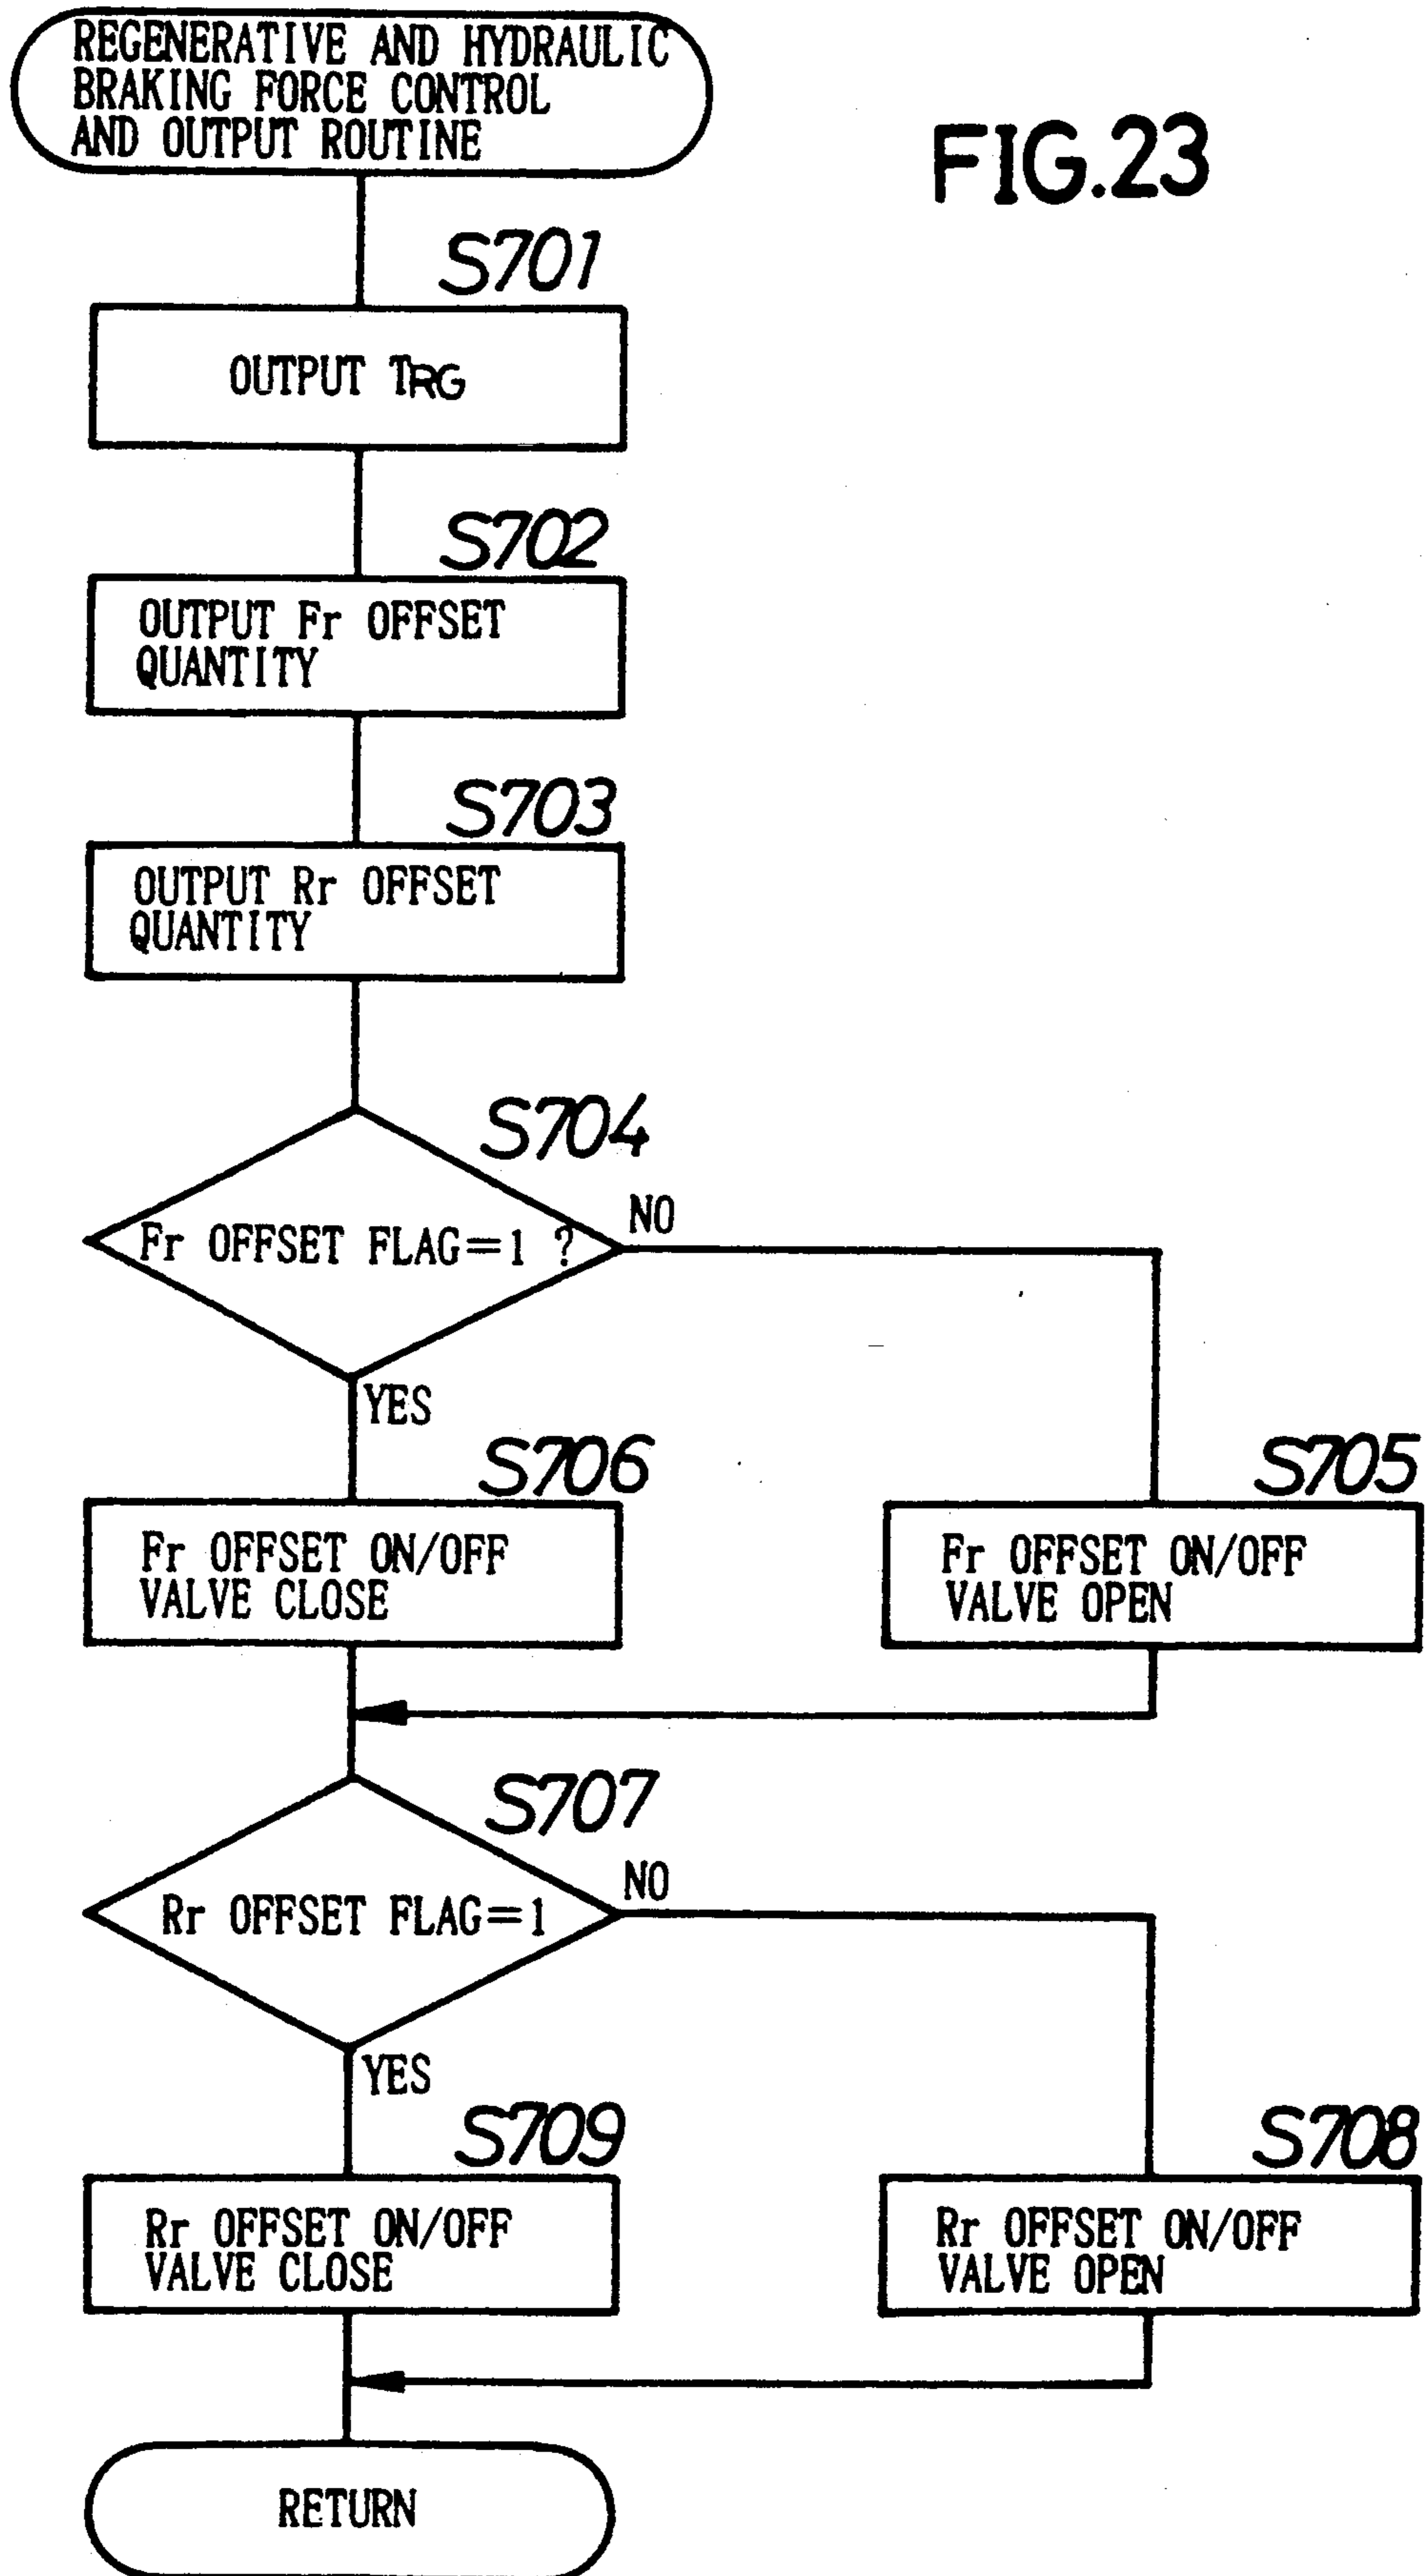 REGENERATIVE AND HYDRAULIC
BRAKING FORCE CONTROL
AND OUTPUT ROUTINE
FIG.23
S701
OUTPUT TRG
S702
OUTPUT Fr OFFSET
QUANTITY
S703
OUTPUT Rr OFFSET
QUANTITY
S704
Fr OFFSET FLAG=1 ?
NO
YES
S706
Fr OFFSET ON/OFF
VALVE CLOSE
S705
Fr OFFSET ON/OFF
VALVE OPEN
S707
Rr OFFSET FLAG=1
NO
YES
S709
Rr OFFSET ON/OFF
VALVE CLOSE
S708
Rr OFFSET ON/OFF
VALVE OPEN
RETURN